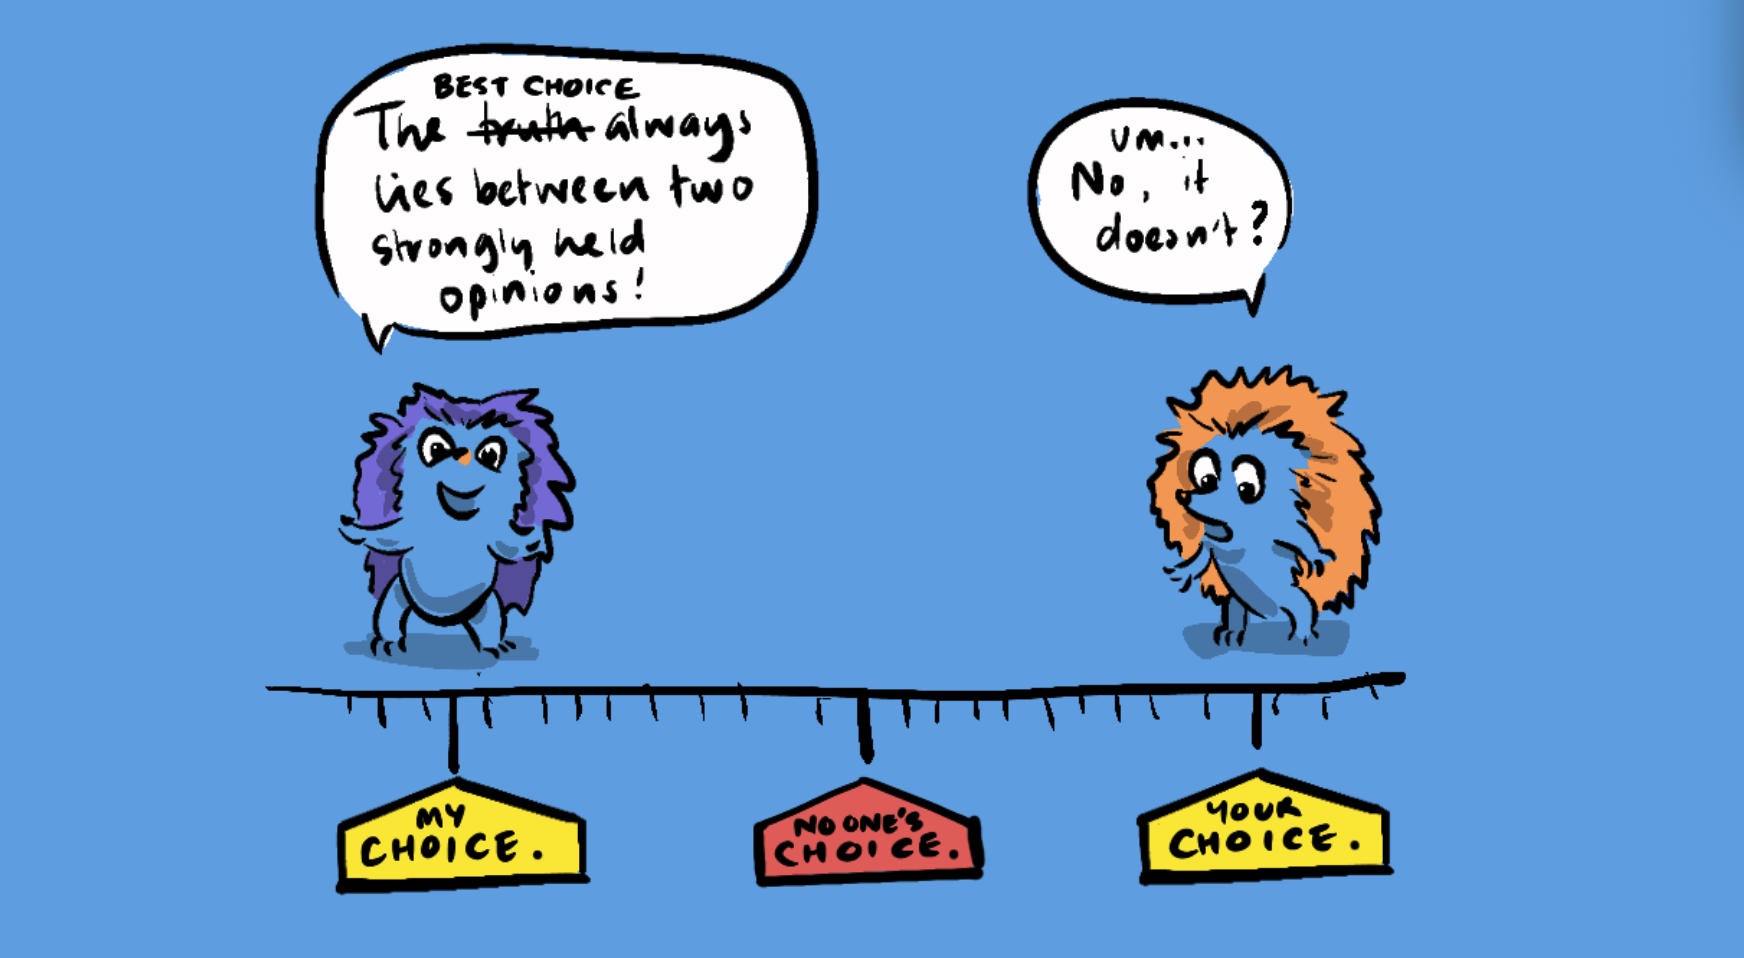 BEST CHOICE
The truth always
lies between two
strongly held
opinions!
UM...
No, it
doesn't?
MY
CHOICE.
NO ONE'S
CHOICE.
YOUR
CHOICE.